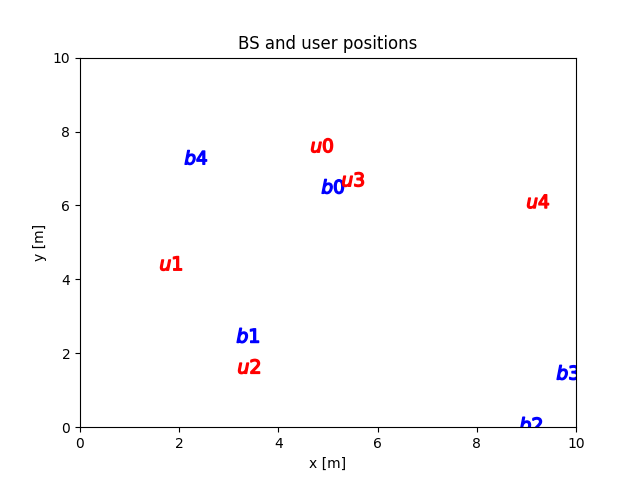 BS and user positions
10
8
6
4
2
0
y [m]
b4
u0
b0
u3
u4
u1
b1
u2
b3
b2
0 2 4 6 8 10
x [m]